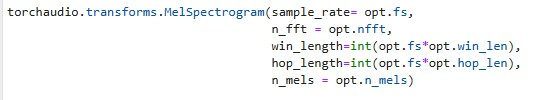 torchaudio.transforms.MelSpectrogram(sample_rate= opt.fs,
n_fft = opt.nfft,
win_length=int(opt.fs*opt.win_len),
hop_length=int(opt.fs*opt.hop_len),
n_mels = opt.n_mels)